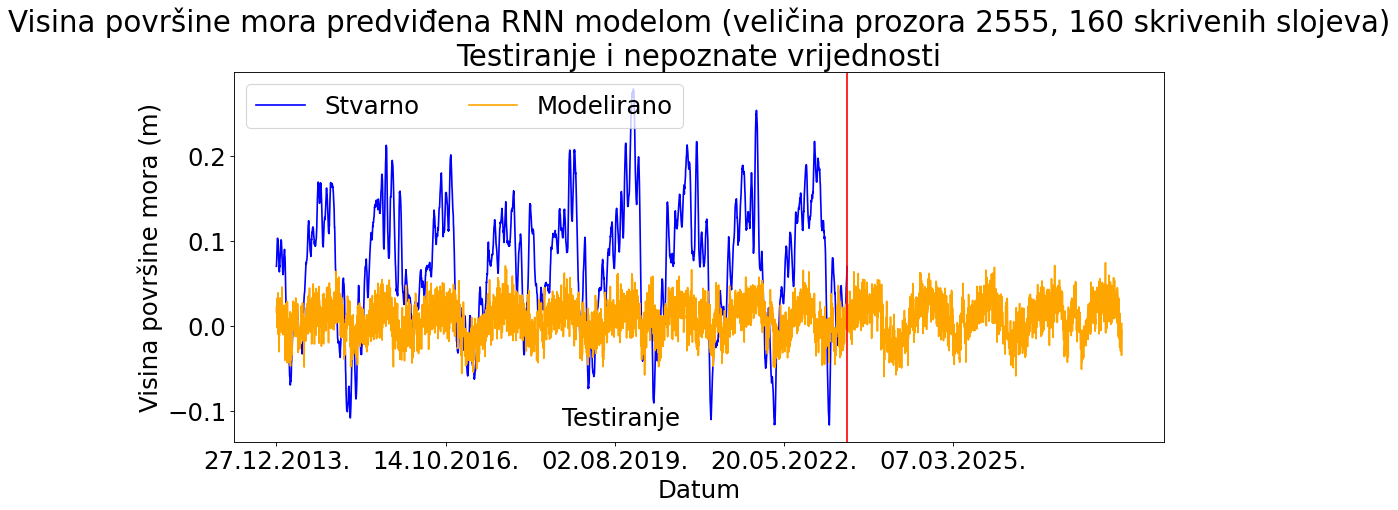 Visina površine mora predviđena RNN modelom (veličina prozora 2555, 160 skrivenih slojeva)
Testiranje i nepoznate vrijednosti
Stvarno Modelirano
Visina površine mora (m)
0.2
0.1
0.0
−0.1
Testiranje
27.12.2013. 14.10.2016. 02.08.2019. 20.05.2022. 07.03.2025.
Datum